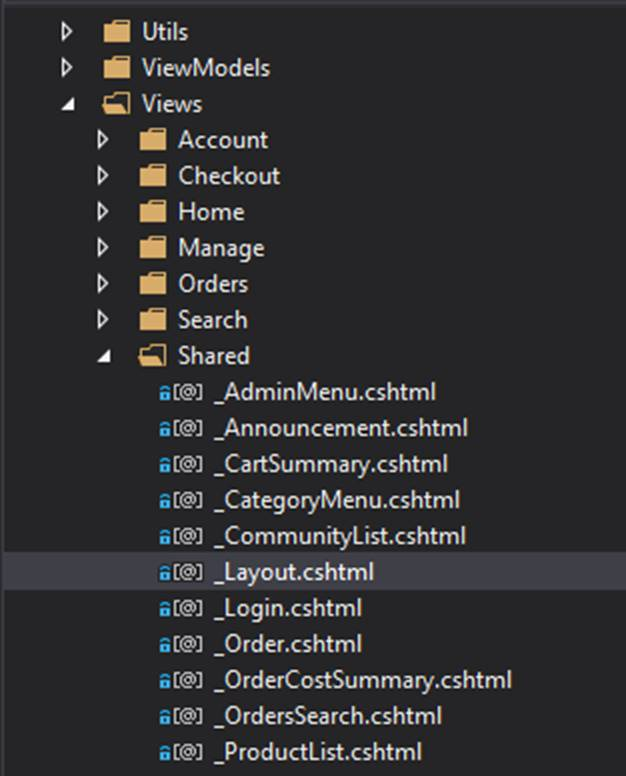 Utils
ViewModels
Views
Account
Checkout
Home
Manage
Orders
Search
Shared
[@] _AdminMenu.cshtml
[@] _Announcement.cshtml
[@] _CartSummary.cshtml
[@] _CategoryMenu.cshtml
[@] _CommunityList.cshtml
[@] _Layout.cshtml
[@] _Login.cshtml
[@] _Order.cshtml
[@] _OrderCostSummary.cshtml
[@] _OrdersSearch.cshtml
[@] _ProductList.cshtml